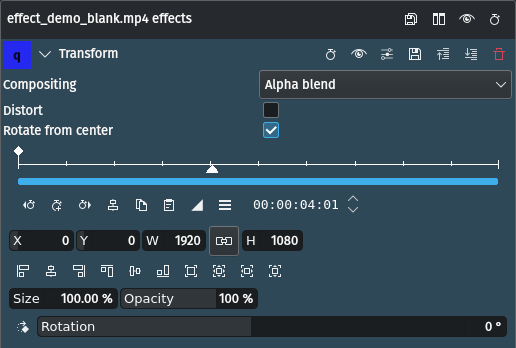 effect_demo_blank.mp4 effects
q Transform
Compositing Alpha blend
Distort
Rotate from center
00:00:04:01
X 0 Y 0 W 1920 H 1080
Size 100.00 % Opacity 100 %
Rotation 0 °